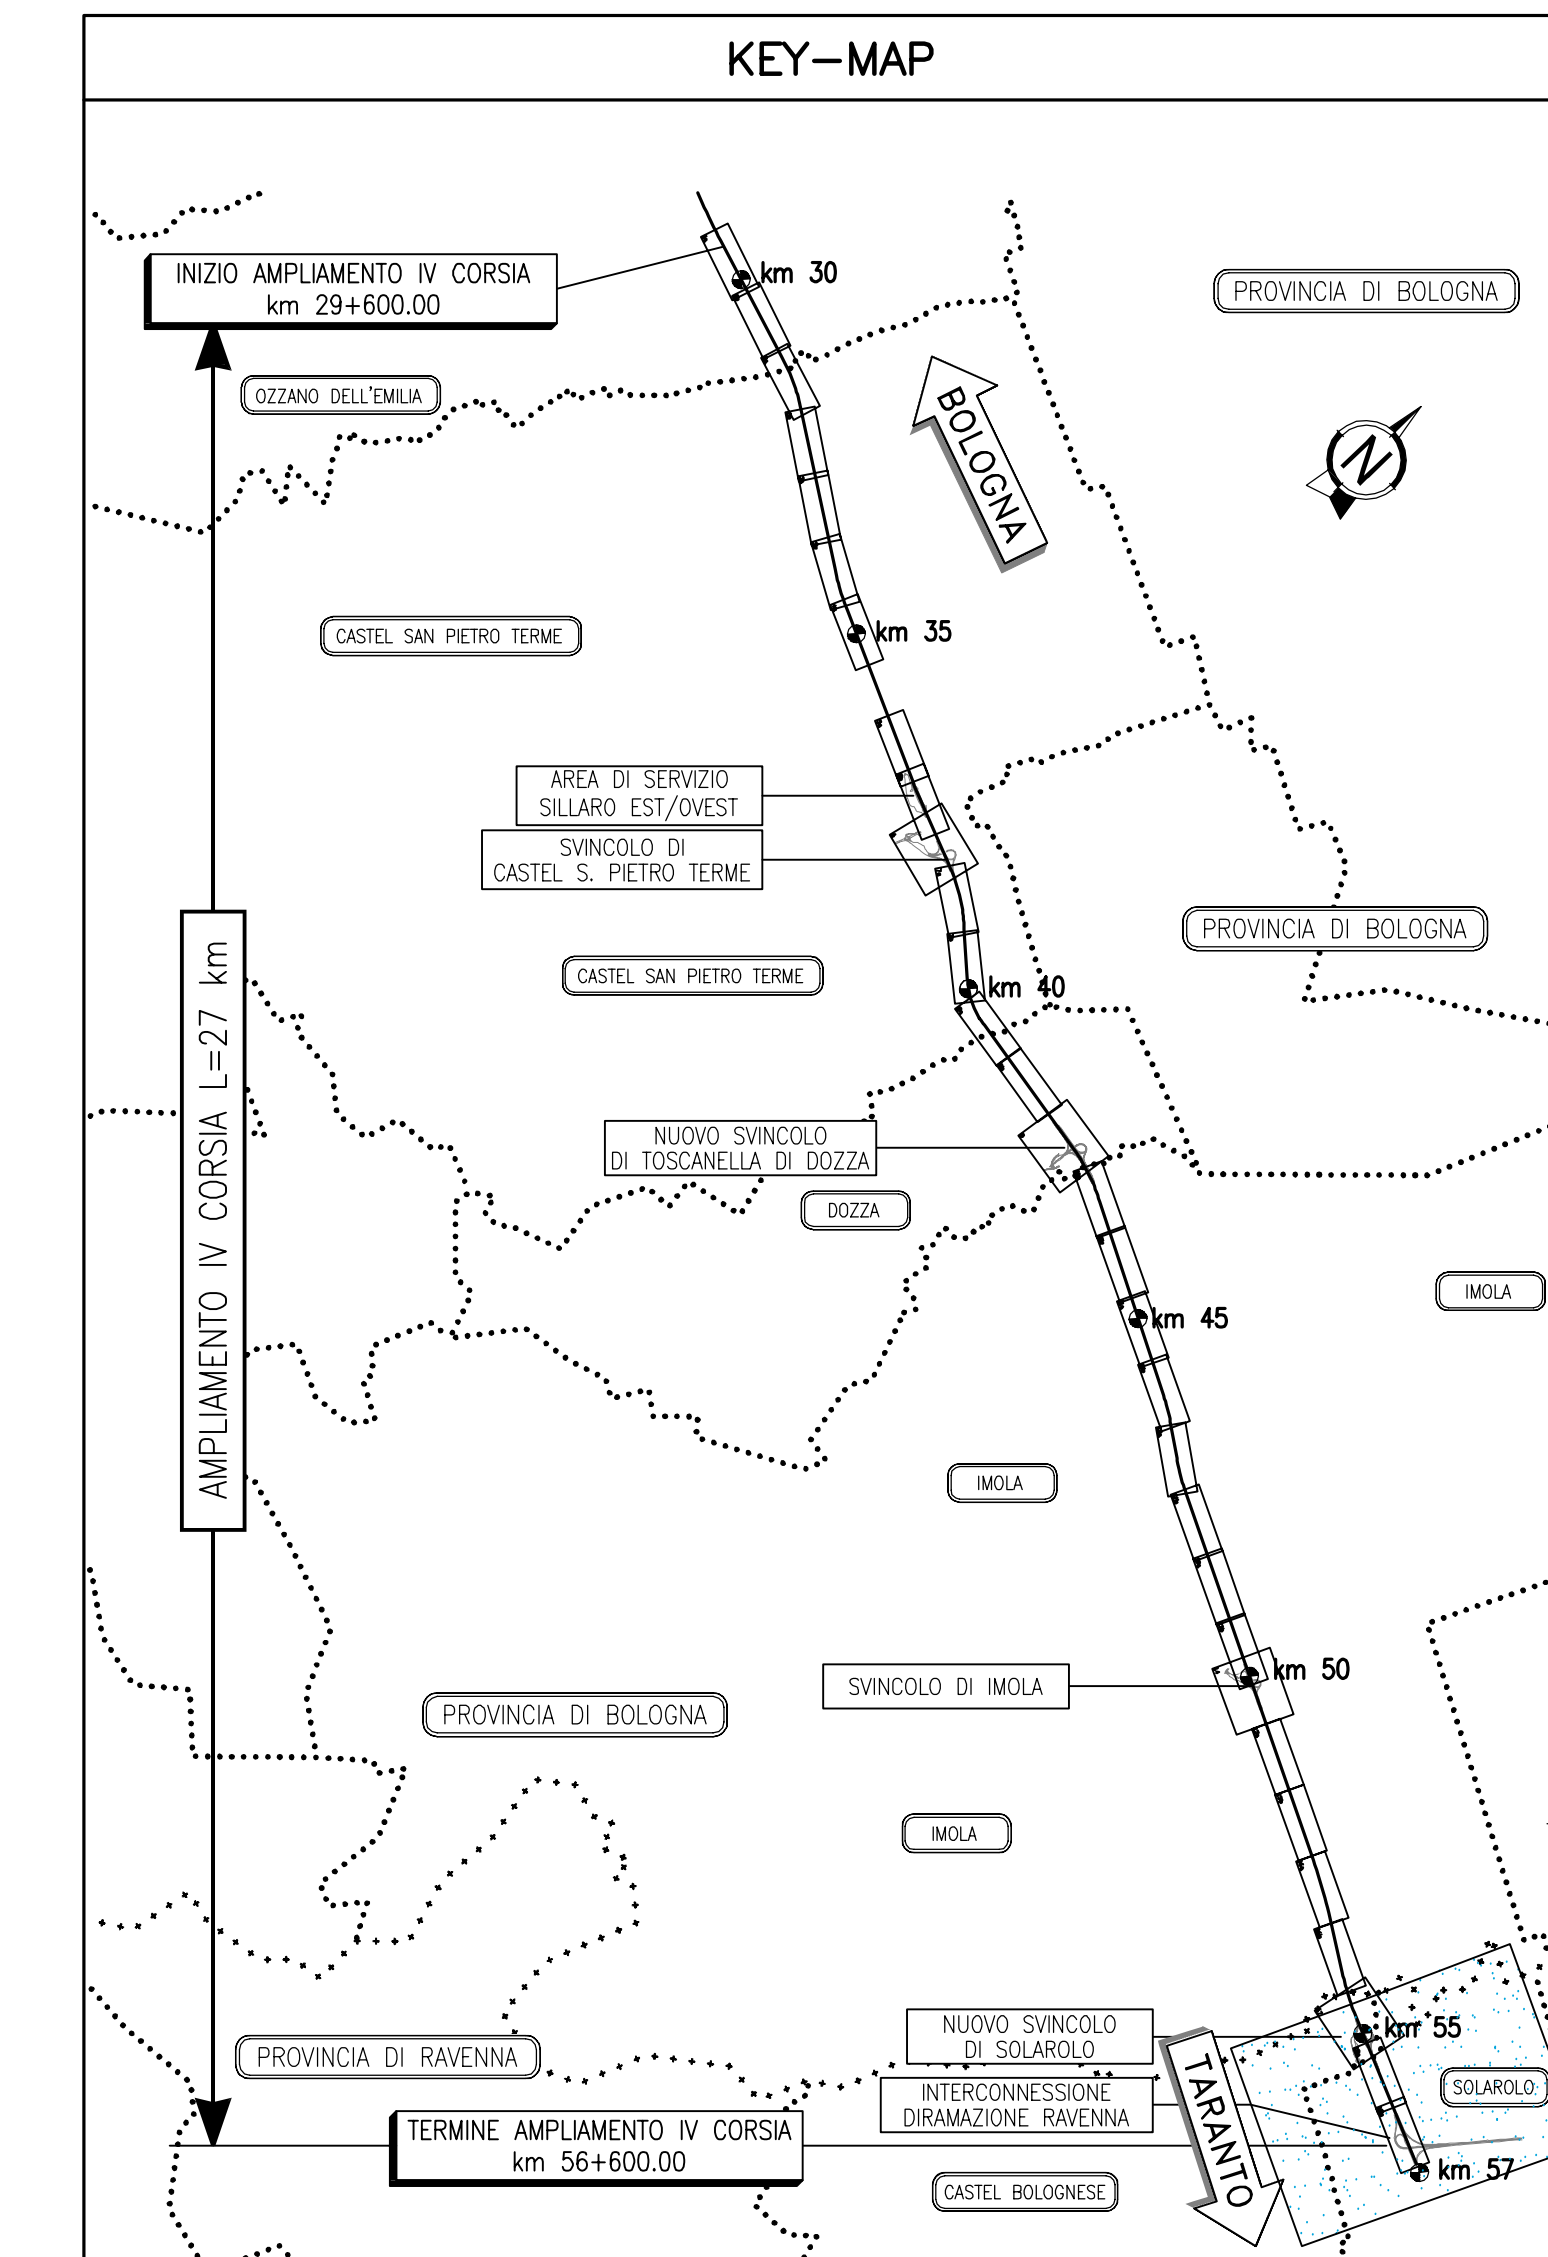 KEY-MAP
INIZIO AMPLIAMENTO IV CORSIA
km 29+600.00
km 30
PROVINCIA DI BOLOGNA
OZZANO DELL'EMILIA
BOLOGNA
N
CASTEL SAN PIETRO TERME
km 35
AREA DI SERVIZIO
SILLARO EST/OVEST
SVINCOLO DI
CASTEL S. PIETRO TERME
PROVINCIA DI BOLOGNA
CASTEL SAN PIETRO TERME
km 40
AMPLIAMENTO IV CORSIA L=27 km
NUOVO SVINCOLO
DI TOSCANELLA DI DOZZA
DOZZA
IMOLA
km 45
IMOLA
km 50
SVINCOLO DI IMOLA
PROVINCIA DI BOLOGNA
IMOLA
NUOVO SVINCOLO
DI SOLAROLO
km 55
PROVINCIA DI RAVENNA
SOLAROLO
INTERCONNESSIONE
DIRAMAZIONE RAVENNA
TARANTO
TERMINE AMPLIAMENTO IV CORSIA
km 56+600.00
km 57
CASTEL BOLOGNESE